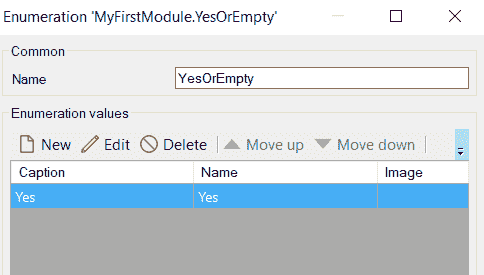 Enumeration 'MyFirstModule.YesOrEmpty'
Common
Name YesOrEmpty
Enumeration values
New Edit Delete Move up Move down
Caption Name Image
Yes Yes